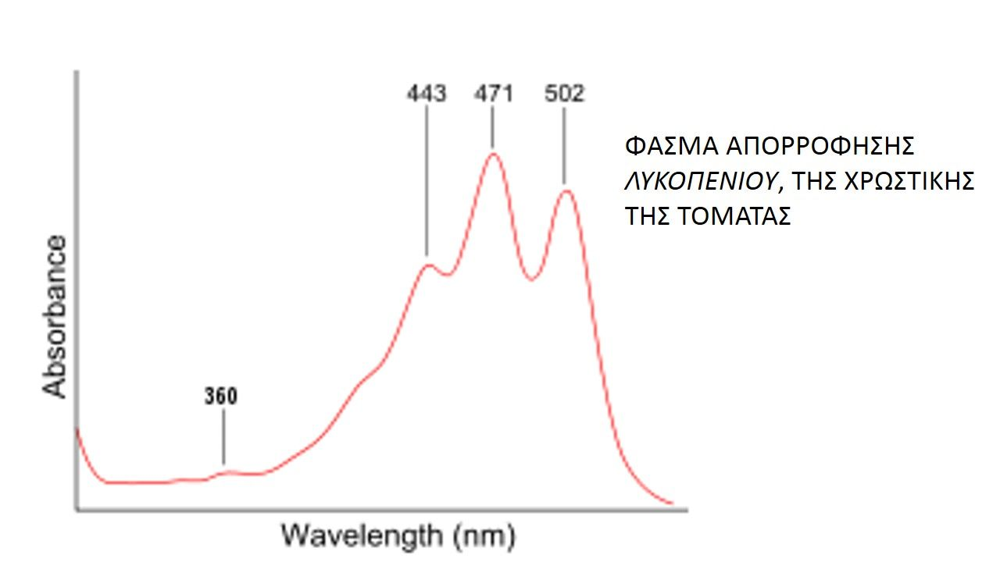 443 471 502
ΦΑΣΜΑ ΑΠΟΡΡΟΦΗΣΗΣ
ΛΥΚΟΠΕΝΙΟΥ, ΤΗΣ ΧΡΩΣΤΙΚΗΣ
ΤΗΣ ΤΟΜΑΤΑΣ
Absorbance
360
Wavelength (nm)